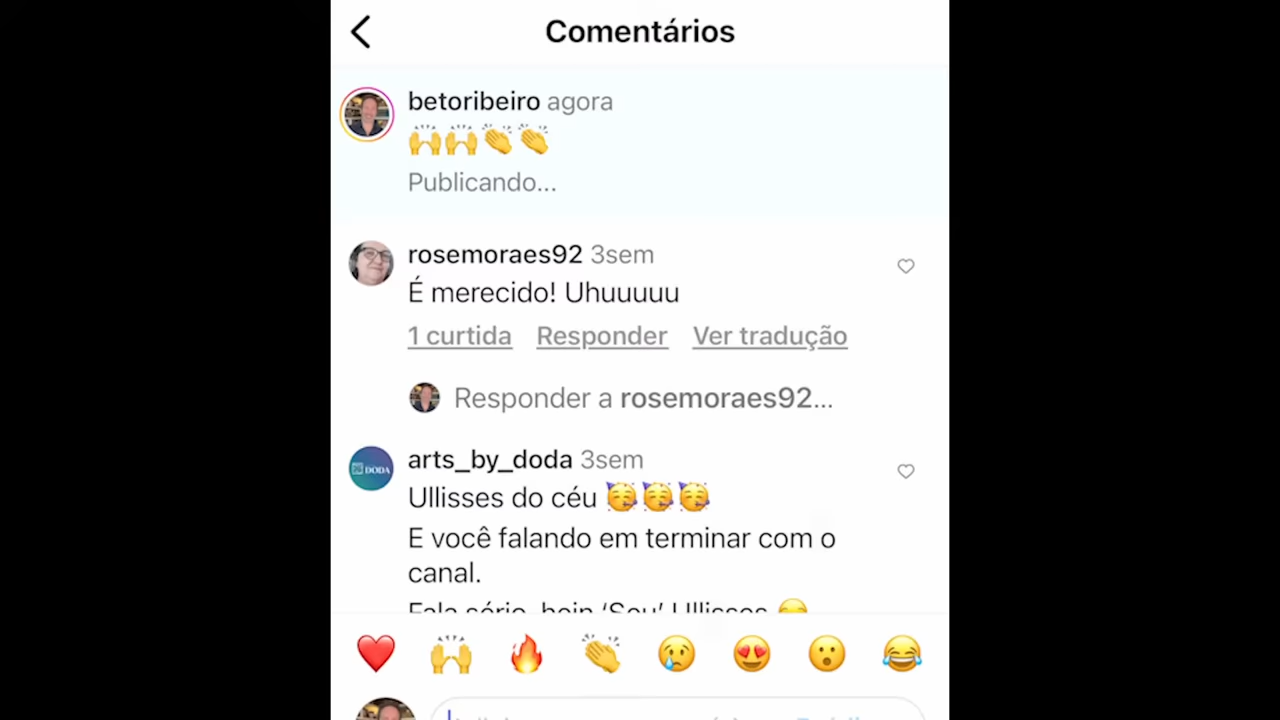 Comentários
betoribeiro agora
🙌🙌👏👏
Publicando...
rosemoraes92 3sem
É merecido! Uhuuuuu
1 curtida Responder Ver tradução
Responder a rosemoraes92...
DODA
arts_by_doda 3sem
Ullisses do céu 🥳🥳🥳
E você falando em terminar com o
canal.
Fala sério, hein 'Seu' Ullisses